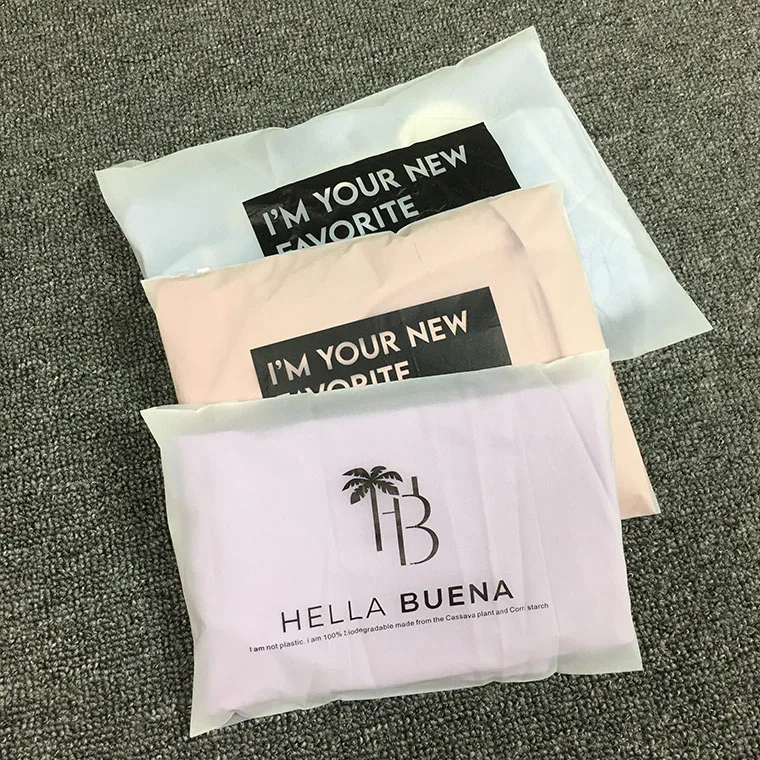 I'M YOUR NEW
FAVORITE
I'M YOUR NEW
FAVORITE
HB
HELLA BUENA
I am not plastic. i am 100% biodegradable made from the Cassava plant and Corn starch